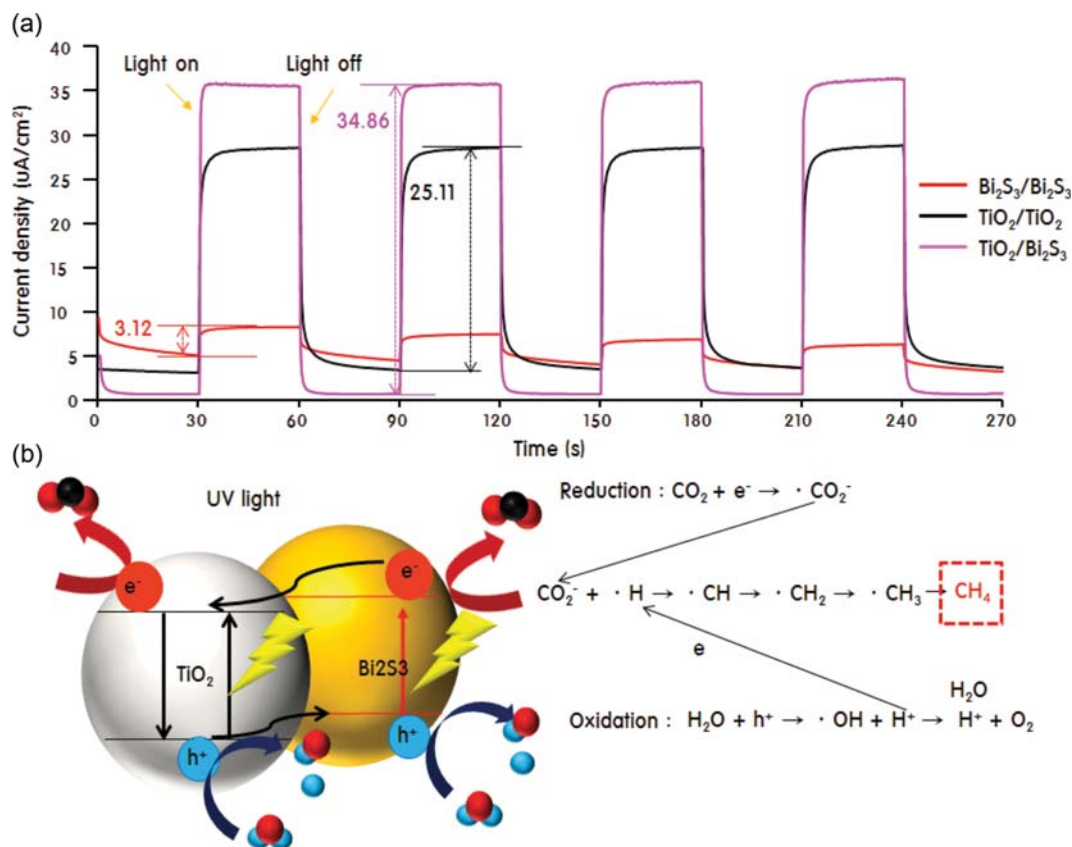 (a)
40
35
30
25
20
15
10
5
0
Current density (uA/cm²)
Light on
Light off
34.86
25.11
3.12
Bi₂S₃/Bi₂S₃
TiO₂/TiO₂
TiO₂/Bi₂S₃
0 30 60 90 120 150 180 210 240 270
Time (s)
(b)
UV light
e⁻
e⁻
TiO₂
Bi2S3
h⁺
h⁺
Reduction : CO₂ + e⁻ → · CO₂⁻
CO₂⁻ + · H → · CH → · CH₂ → · CH₃ → CH₄
e
H₂O
Oxidation : H₂O + h⁺ → · OH + H⁺ → H⁺ + O₂